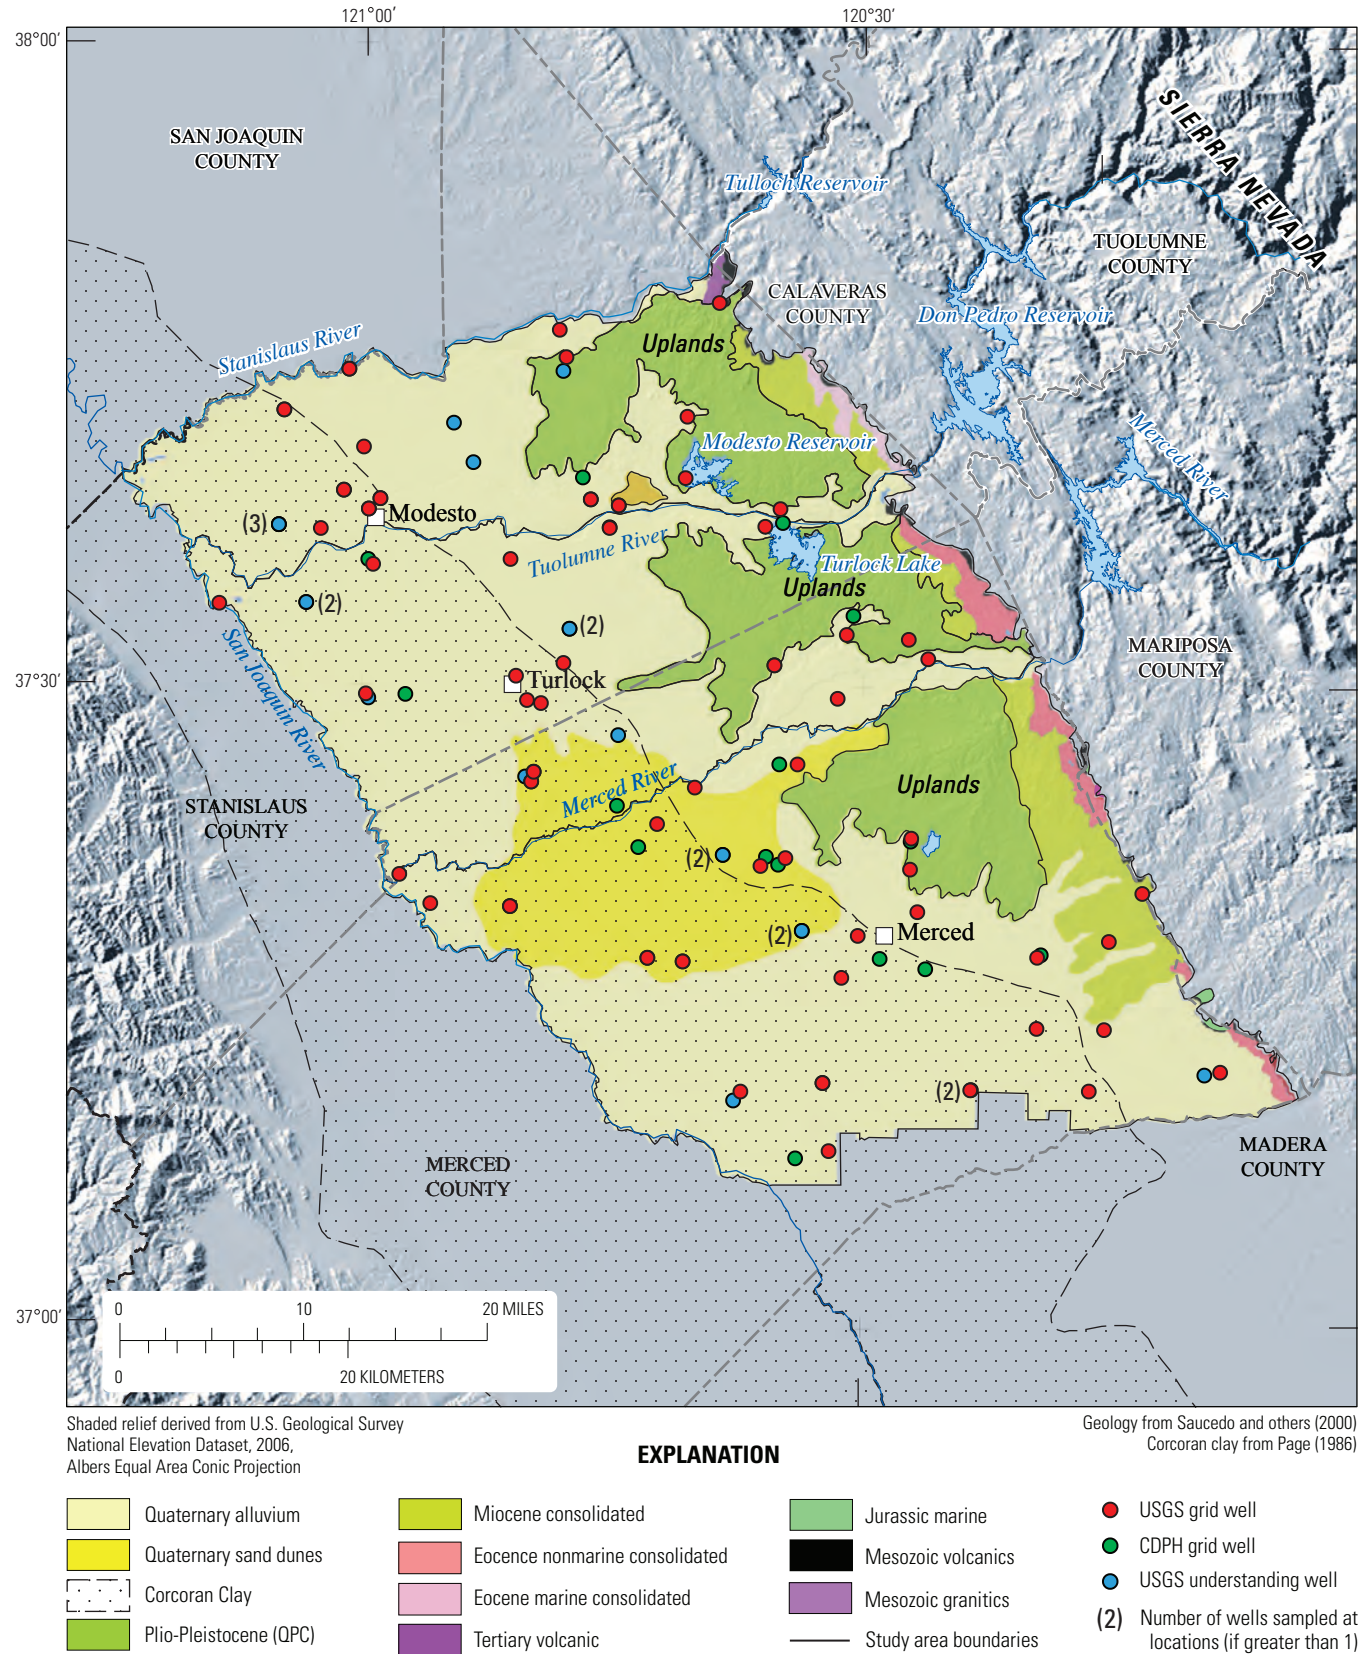 121°00′
120°30′
38°00′
SIERRA NEVADA
SAN JOAQUIN
COUNTY
Tulloch Reservoir
TUOLUMNE
COUNTY
CALAVERAS
COUNTY
Don Pedro Reservoir
Stanislaus River
Uplands
Modesto Reservoir
Merced River
(3)
Modesto
Tuolumne River
Turlock Lake
Uplands
(2)
(2)
San Joaquin River
MARIPOSA
COUNTY
37°30′
Turlock
Merced River
Uplands
STANISLAUS
COUNTY
(2)
(2)
Merced
(2)
MERCED
COUNTY
MADERA
COUNTY
37°00′
0 10 20 MILES
0 20 KILOMETERS
Shaded relief derived from U.S. Geological Survey
National Elevation Dataset, 2006,
Albers Equal Area Conic Projection
Geology from Saucedo and others (2000)
Corcoran clay from Page (1986)
EXPLANATION
Quaternary alluvium
Quaternary sand dunes
Corcoran Clay
Plio-Pleistocene (QPC)
Miocene consolidated
Eocence nonmarine consolidated
Eocene marine consolidated
Tertiary volcanic
Jurassic marine
Mesozoic volcanics
Mesozoic granitics
Study area boundaries
USGS grid well
CDPH grid well
USGS understanding well
(2) Number of wells sampled at
locations (if greater than 1)